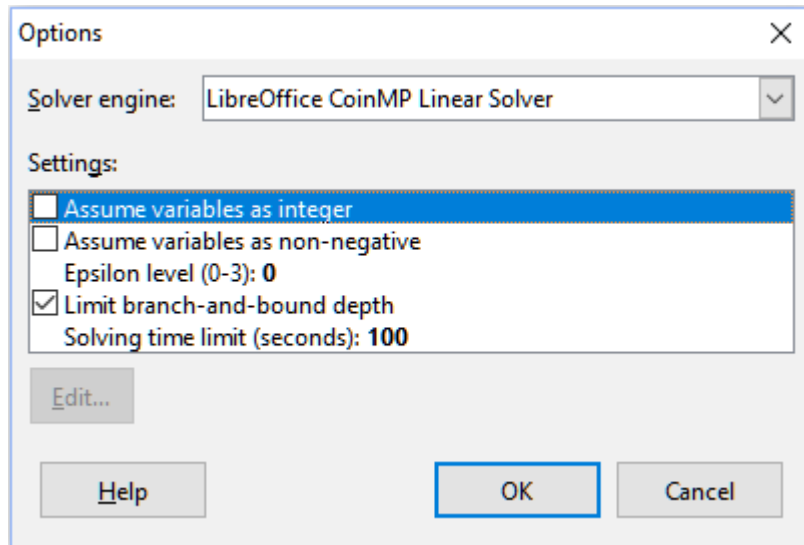 Options
Solver engine: LibreOffice CoinMP Linear Solver
Settings:
Assume variables as integer
Assume variables as non-negative
Epsilon level (0-3): 0
Limit branch-and-bound depth
Solving time limit (seconds): 100
Edit...
Help OK Cancel